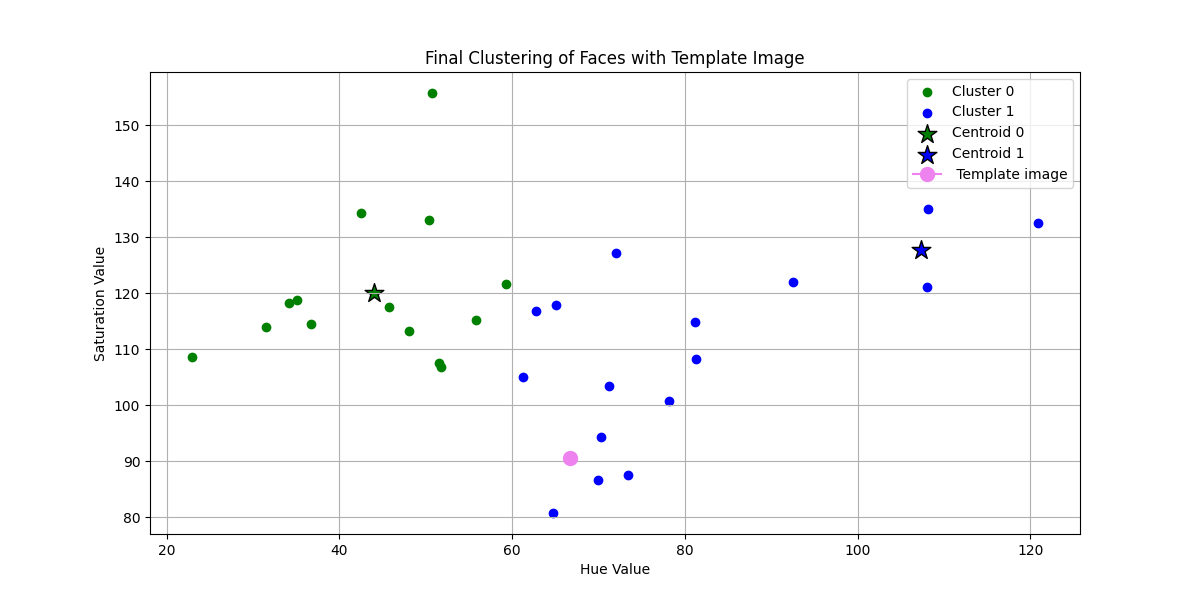 Final Clustering of Faces with Template Image
Cluster 0
Cluster 1
Centroid 0
Centroid 1
Template image
Saturation Value
150
140
130
120
110
100
90
80
20 40 60 80 100 120
Hue Value